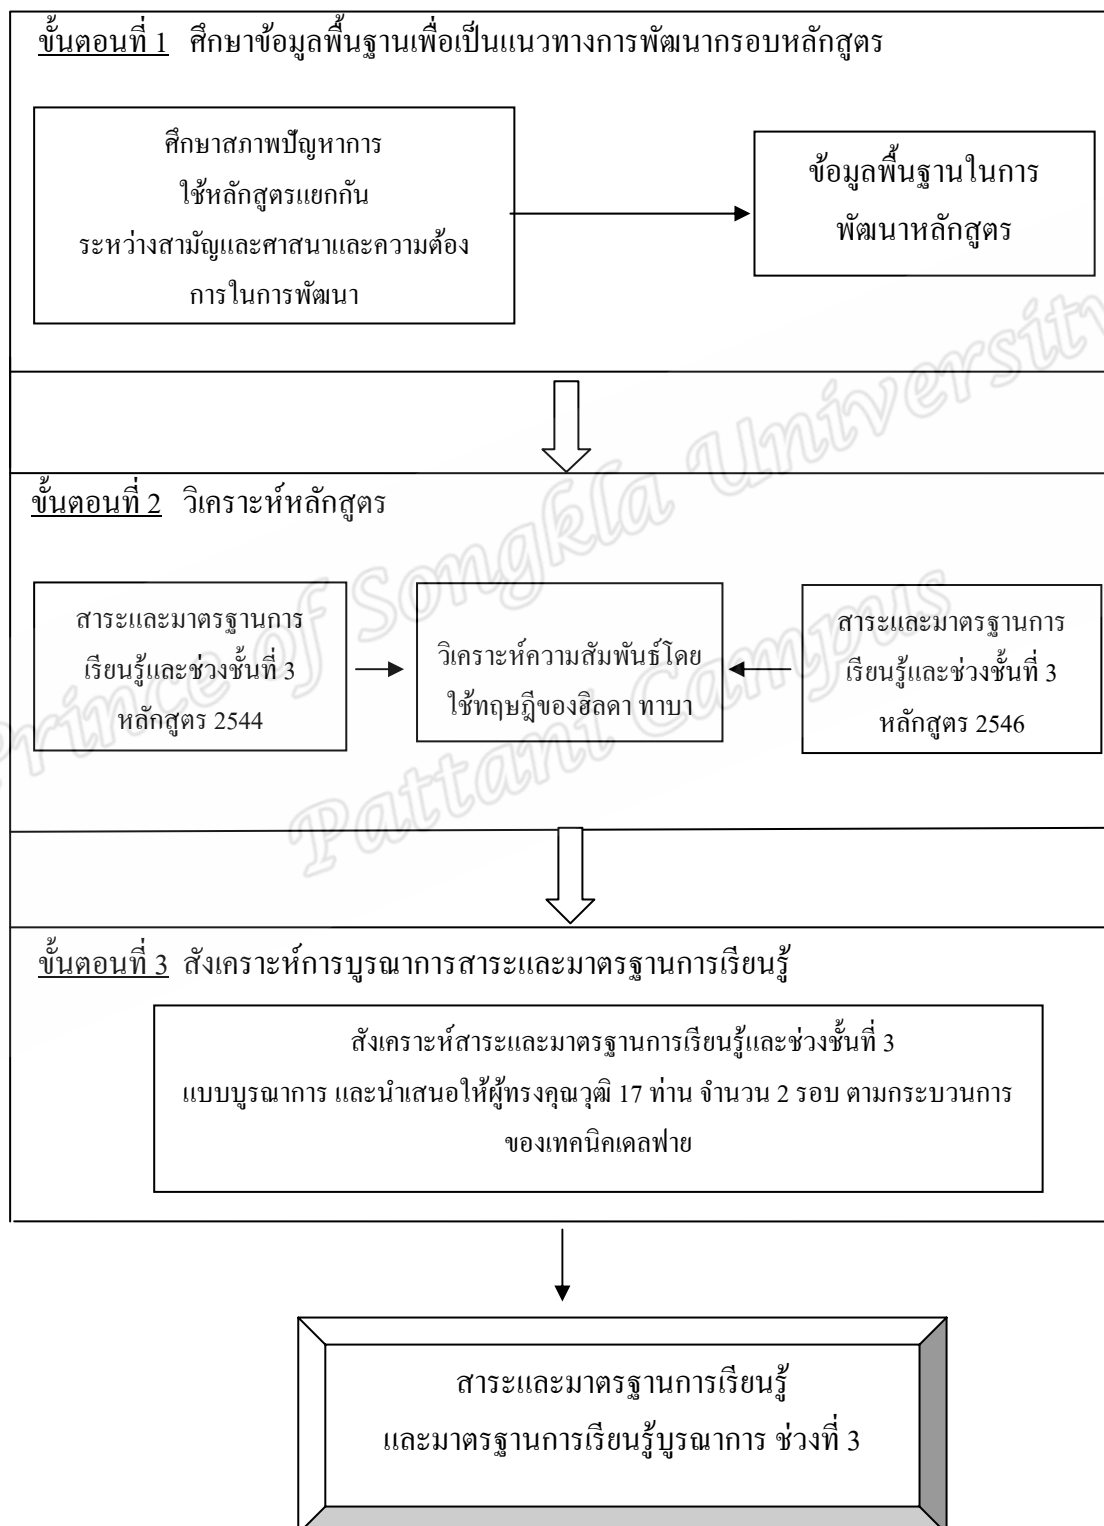 ขั้นตอนที่ 1 ศึกษาข้อมูลพื้นฐานเพื่อเป็นแนวทางการพัฒนากรอบหลักสูตร
ศึกษาสภาพปัญหาการ
ใช้หลักสูตรแยกกัน
ระหว่างสามัญและศาสนาและความต้อง
การในการพัฒนา
ข้อมูลพื้นฐานในการ
พัฒนาหลักสูตร
ขั้นตอนที่ 2 วิเคราะห์หลักสูตร
สาระและมาตรฐานการ
เรียนรู้และช่วงชั้นที่ 3
หลักสูตร 2544
วิเคราะห์ความสัมพันธ์โดย
ใช้ทฤษฎีของฮิลดา ทาบา
สาระและมาตรฐานการ
เรียนรู้และช่วงชั้นที่ 3
หลักสูตร 2546
ขั้นตอนที่ 3 สังเคราะห์การบูรณาการสาระและมาตรฐานการเรียนรู้
สังเคราะห์สาระและมาตรฐานการเรียนรู้และช่วงชั้นที่ 3
แบบบูรณาการ และนำเสนอให้ผู้ทรงคุณวุฒิ 17 ท่าน จำนวน 2 รอบ ตามกระบวนการ
ของเทคนิคเดลฟาย
สาระและมาตรฐานการเรียนรู้
และมาตรฐานการเรียนรู้บูรณาการ ช่วงที่ 3
Prince of Songkla University
Pattani Campus